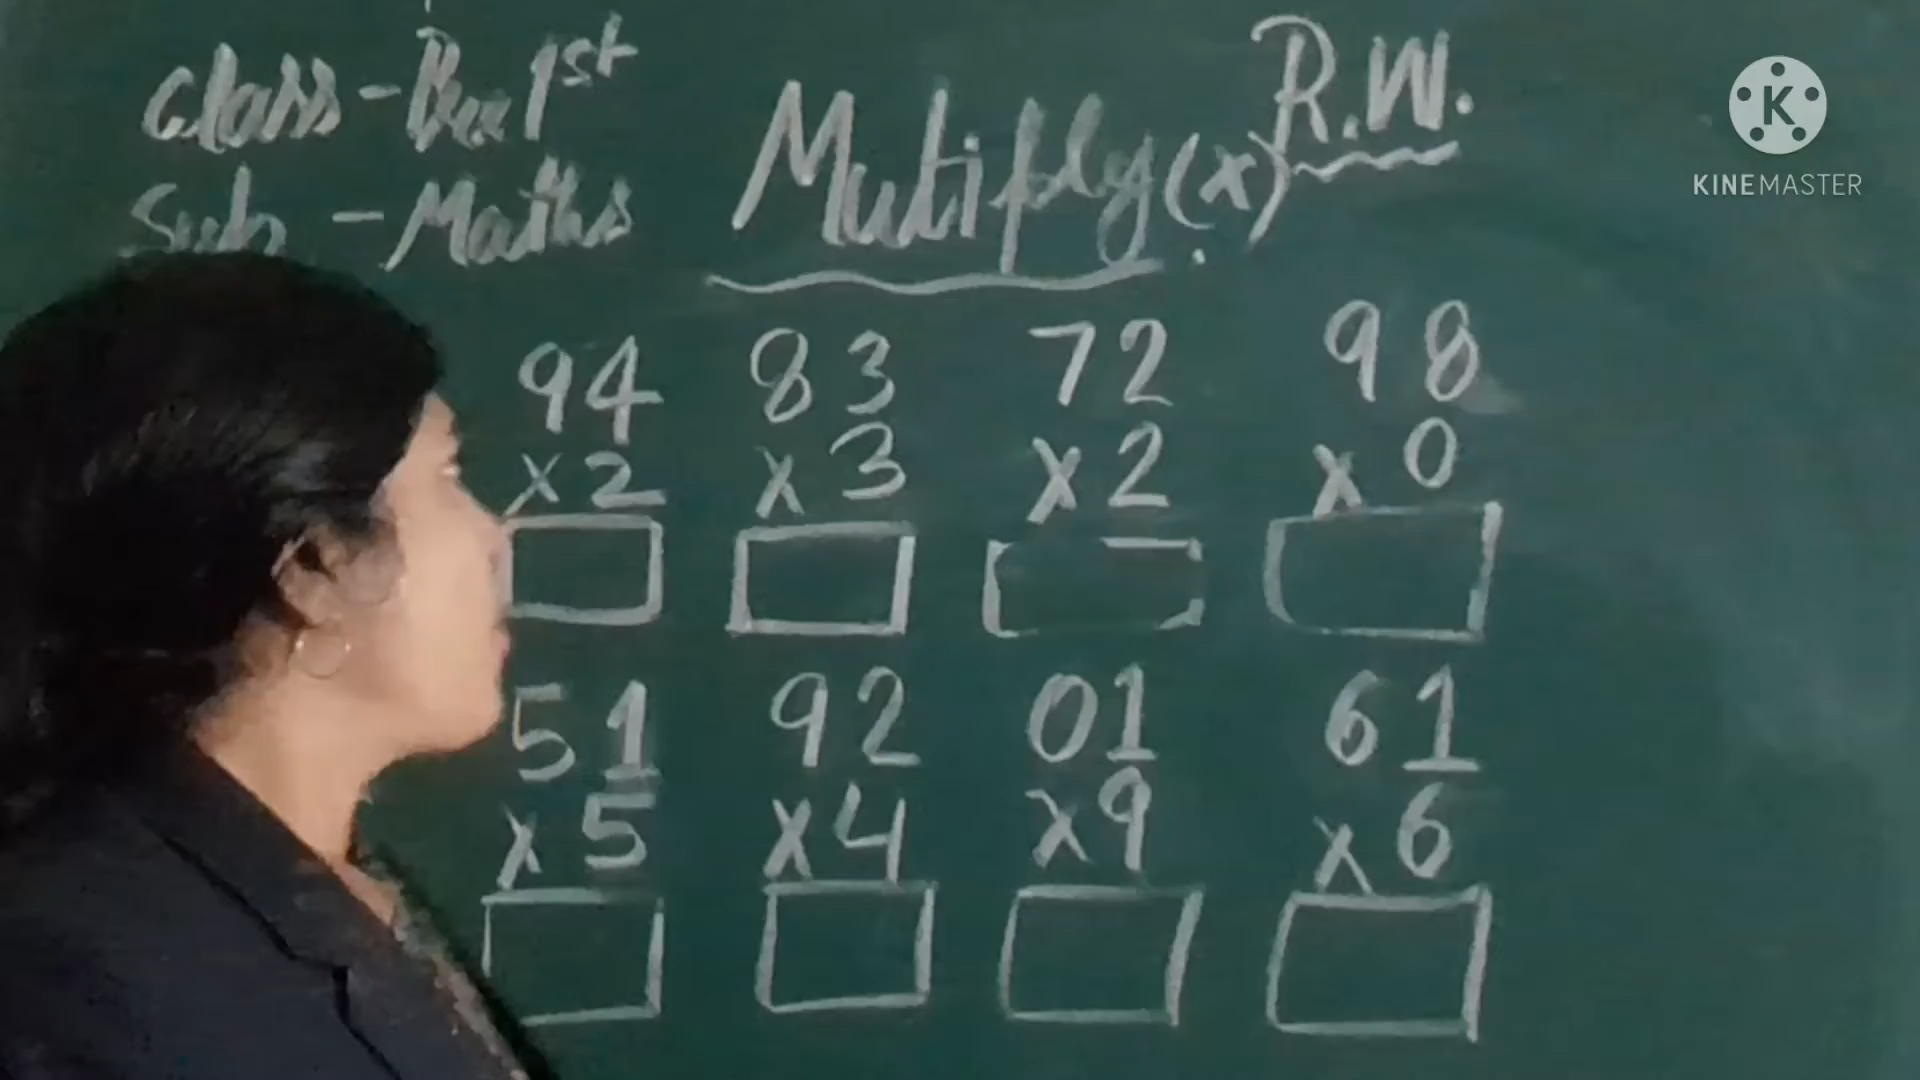 Class - Pre 1st
Sub - Maths
Mutiply (x) R.W.
K
KINEMASTER
94 83 72 98
x2 x3 x2 x0
51 92 01 61
x5 x4 x9 x6